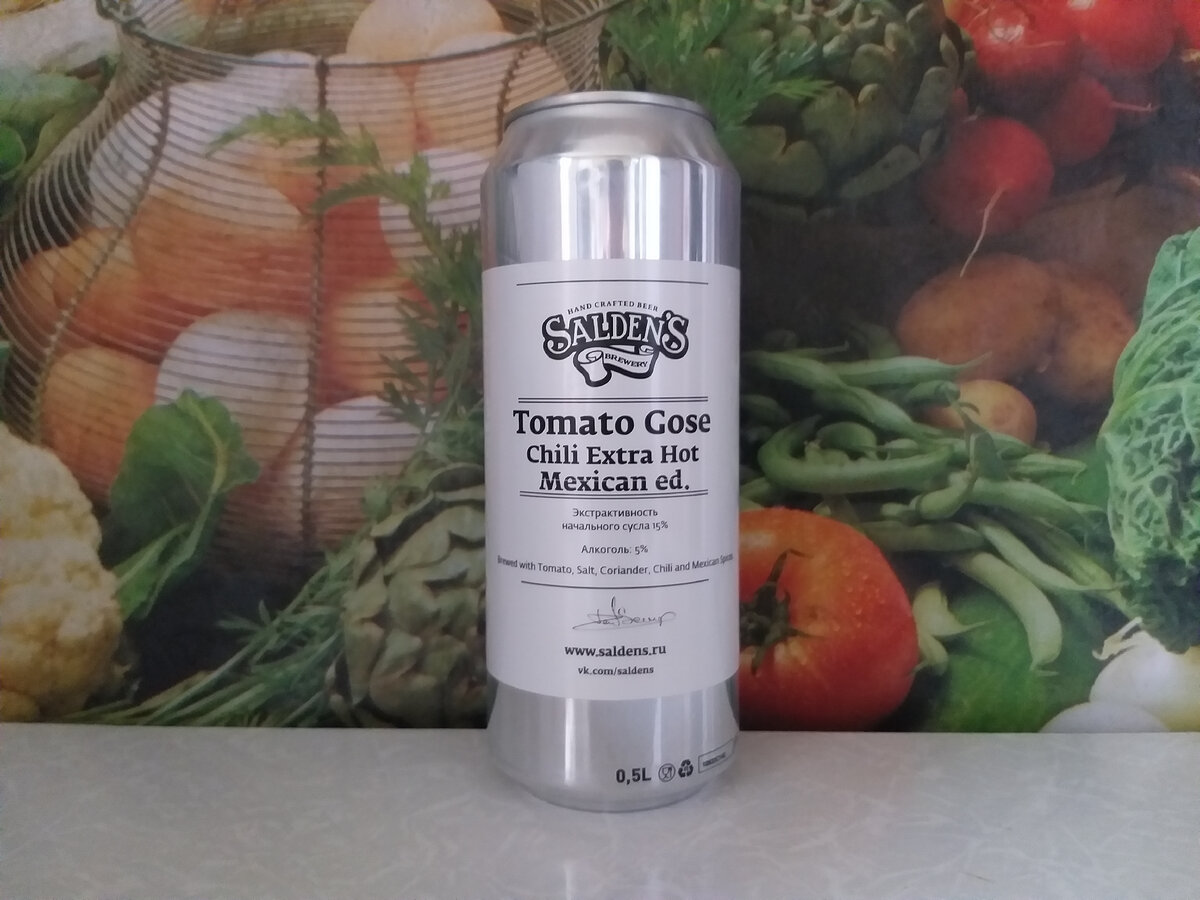 HAND CRAFTED BEER
SALDEN'S
BREWERY
Tomato Gose
Chili Extra Hot
Mexican ed.
Экстрактивность
начального сусла 15%
Алкоголь: 5%
Brewed with Tomato, Salt, Coriander, Chili and Mexican Spices
www.saldens.ru
vk.com/saldens
0,5L